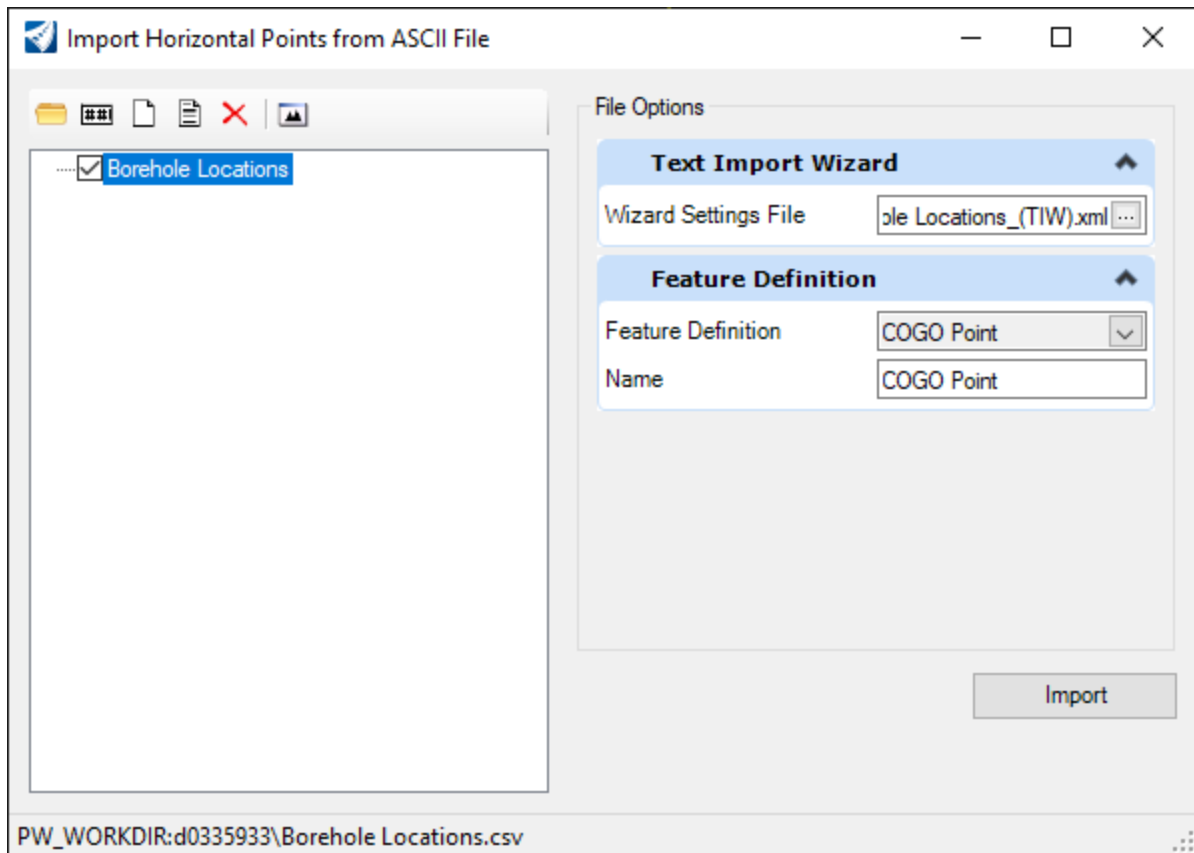 Import Horizontal Points from ASCII File
File Options
Borehole Locations
Text Import Wizard
Wizard Settings File
ole Locations_(TIW).xml
...
Feature Definition
Feature Definition
COGO Point
Name
COGO Point
Import
PW_WORKDIR:d0335933\Borehole Locations.csv